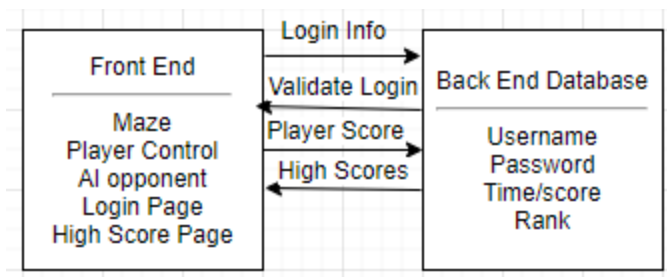 Front End
Maze
Player Control
AI opponent
Login Page
High Score Page
Login Info
Validate Login
Player Score
High Scores
Back End Database
Username
Password
Time/score
Rank